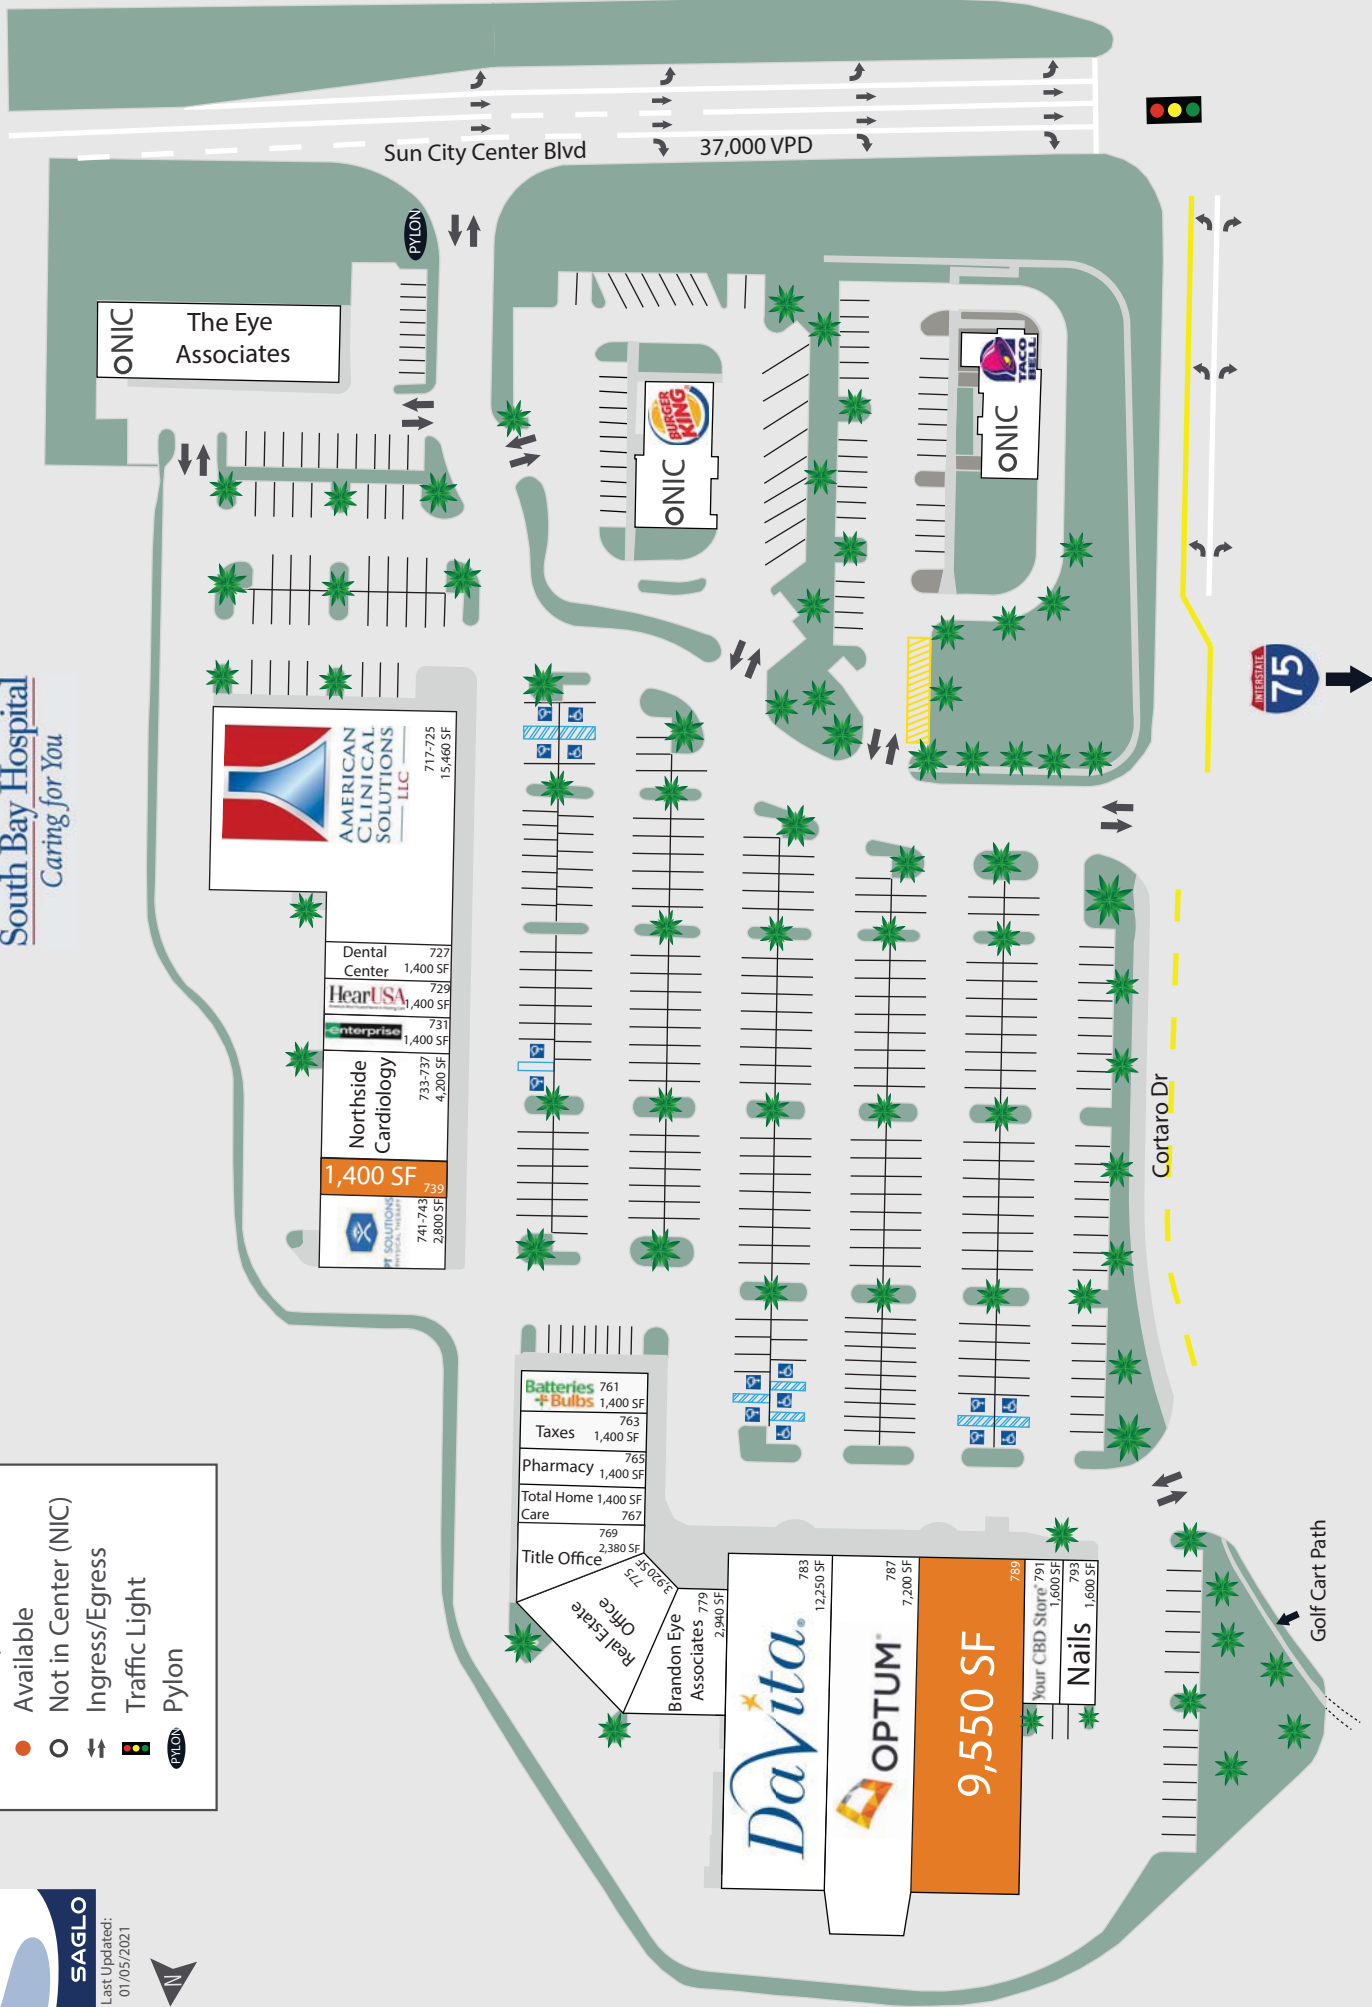 Sun City Center Blvd
37,000 VPD
PYLON
NIC
The Eye
Associates
BURGER
KING
NIC
TACO
BELL
NIC
INTERSTATE
75
South Bay Hospital
Caring for You
AMERICAN
CLINICAL
SOLUTIONS
LLC
717-725
15,460 SF
Dental
Center
727
1,400 SF
HearUSA
729
1,400 SF
enterprise
731
1,400 SF
Northside
Cardiology
733-737
4,200 SF
1,400 SF
739
PT SOLUTIONS
PHYSICAL THERAPY
741-743
2,800 SF
Cortaro Dr
Batteries
+Bulbs
761
1,400 SF
Taxes
763
1,400 SF
Pharmacy
765
1,400 SF
Total Home
Care
1,400 SF
767
Title Office
769
2,380 SF
Real Estate
Office
775
3,920 SF
Brandon Eye
Associates
779
2,940 SF
DaVita
783
12,250 SF
OPTUM
787
7,200 SF
9,550 SF
789
Your CBD Store
791
1,600 SF
Nails
793
1,600 SF
Golf Cart Path
Available
Not in Center (NIC)
Ingress/Egress
Traffic Light
PYLON
Pylon
SAGLO
Last Updated:
01/05/2021
N